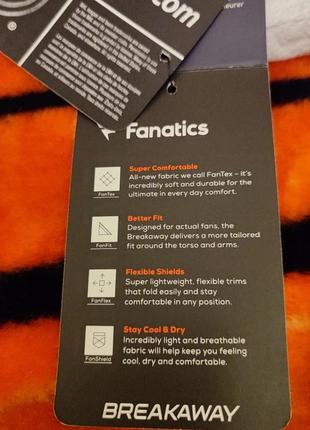 .com
Fanatics
Super Comfortable
All-new fabric we call FanTex – it's
incredibly soft and durable for the
ultimate in every day comfort.
FanTex
Better Fit
Designed for actual fans, the
Breakaway delivers a more tailored
fit around the torso and arms.
FanFit
Flexible Shields
Super lightweight, flexible trims
that fold easily and stay
comfortable in any position.
FanFlex
Stay Cool & Dry
Incredibly light and breathable
fabric will help keep you feeling
cool, dry and comfortable.
FanShield
BREAKAWAY